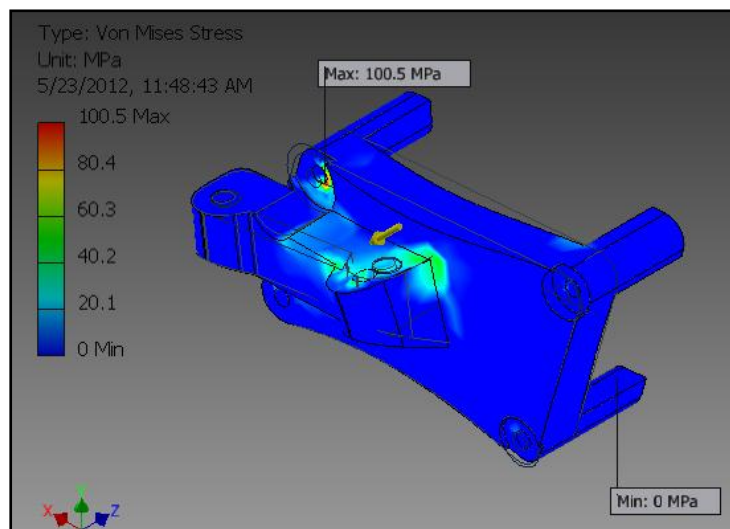 Type: Von Mises Stress
Unit: MPa
5/23/2012, 11:48:43 AM
Max: 100.5 MPa
100.5 Max
80.4
60.3
40.2
20.1
0 Min
Min: 0 MPa
Y
X
Z